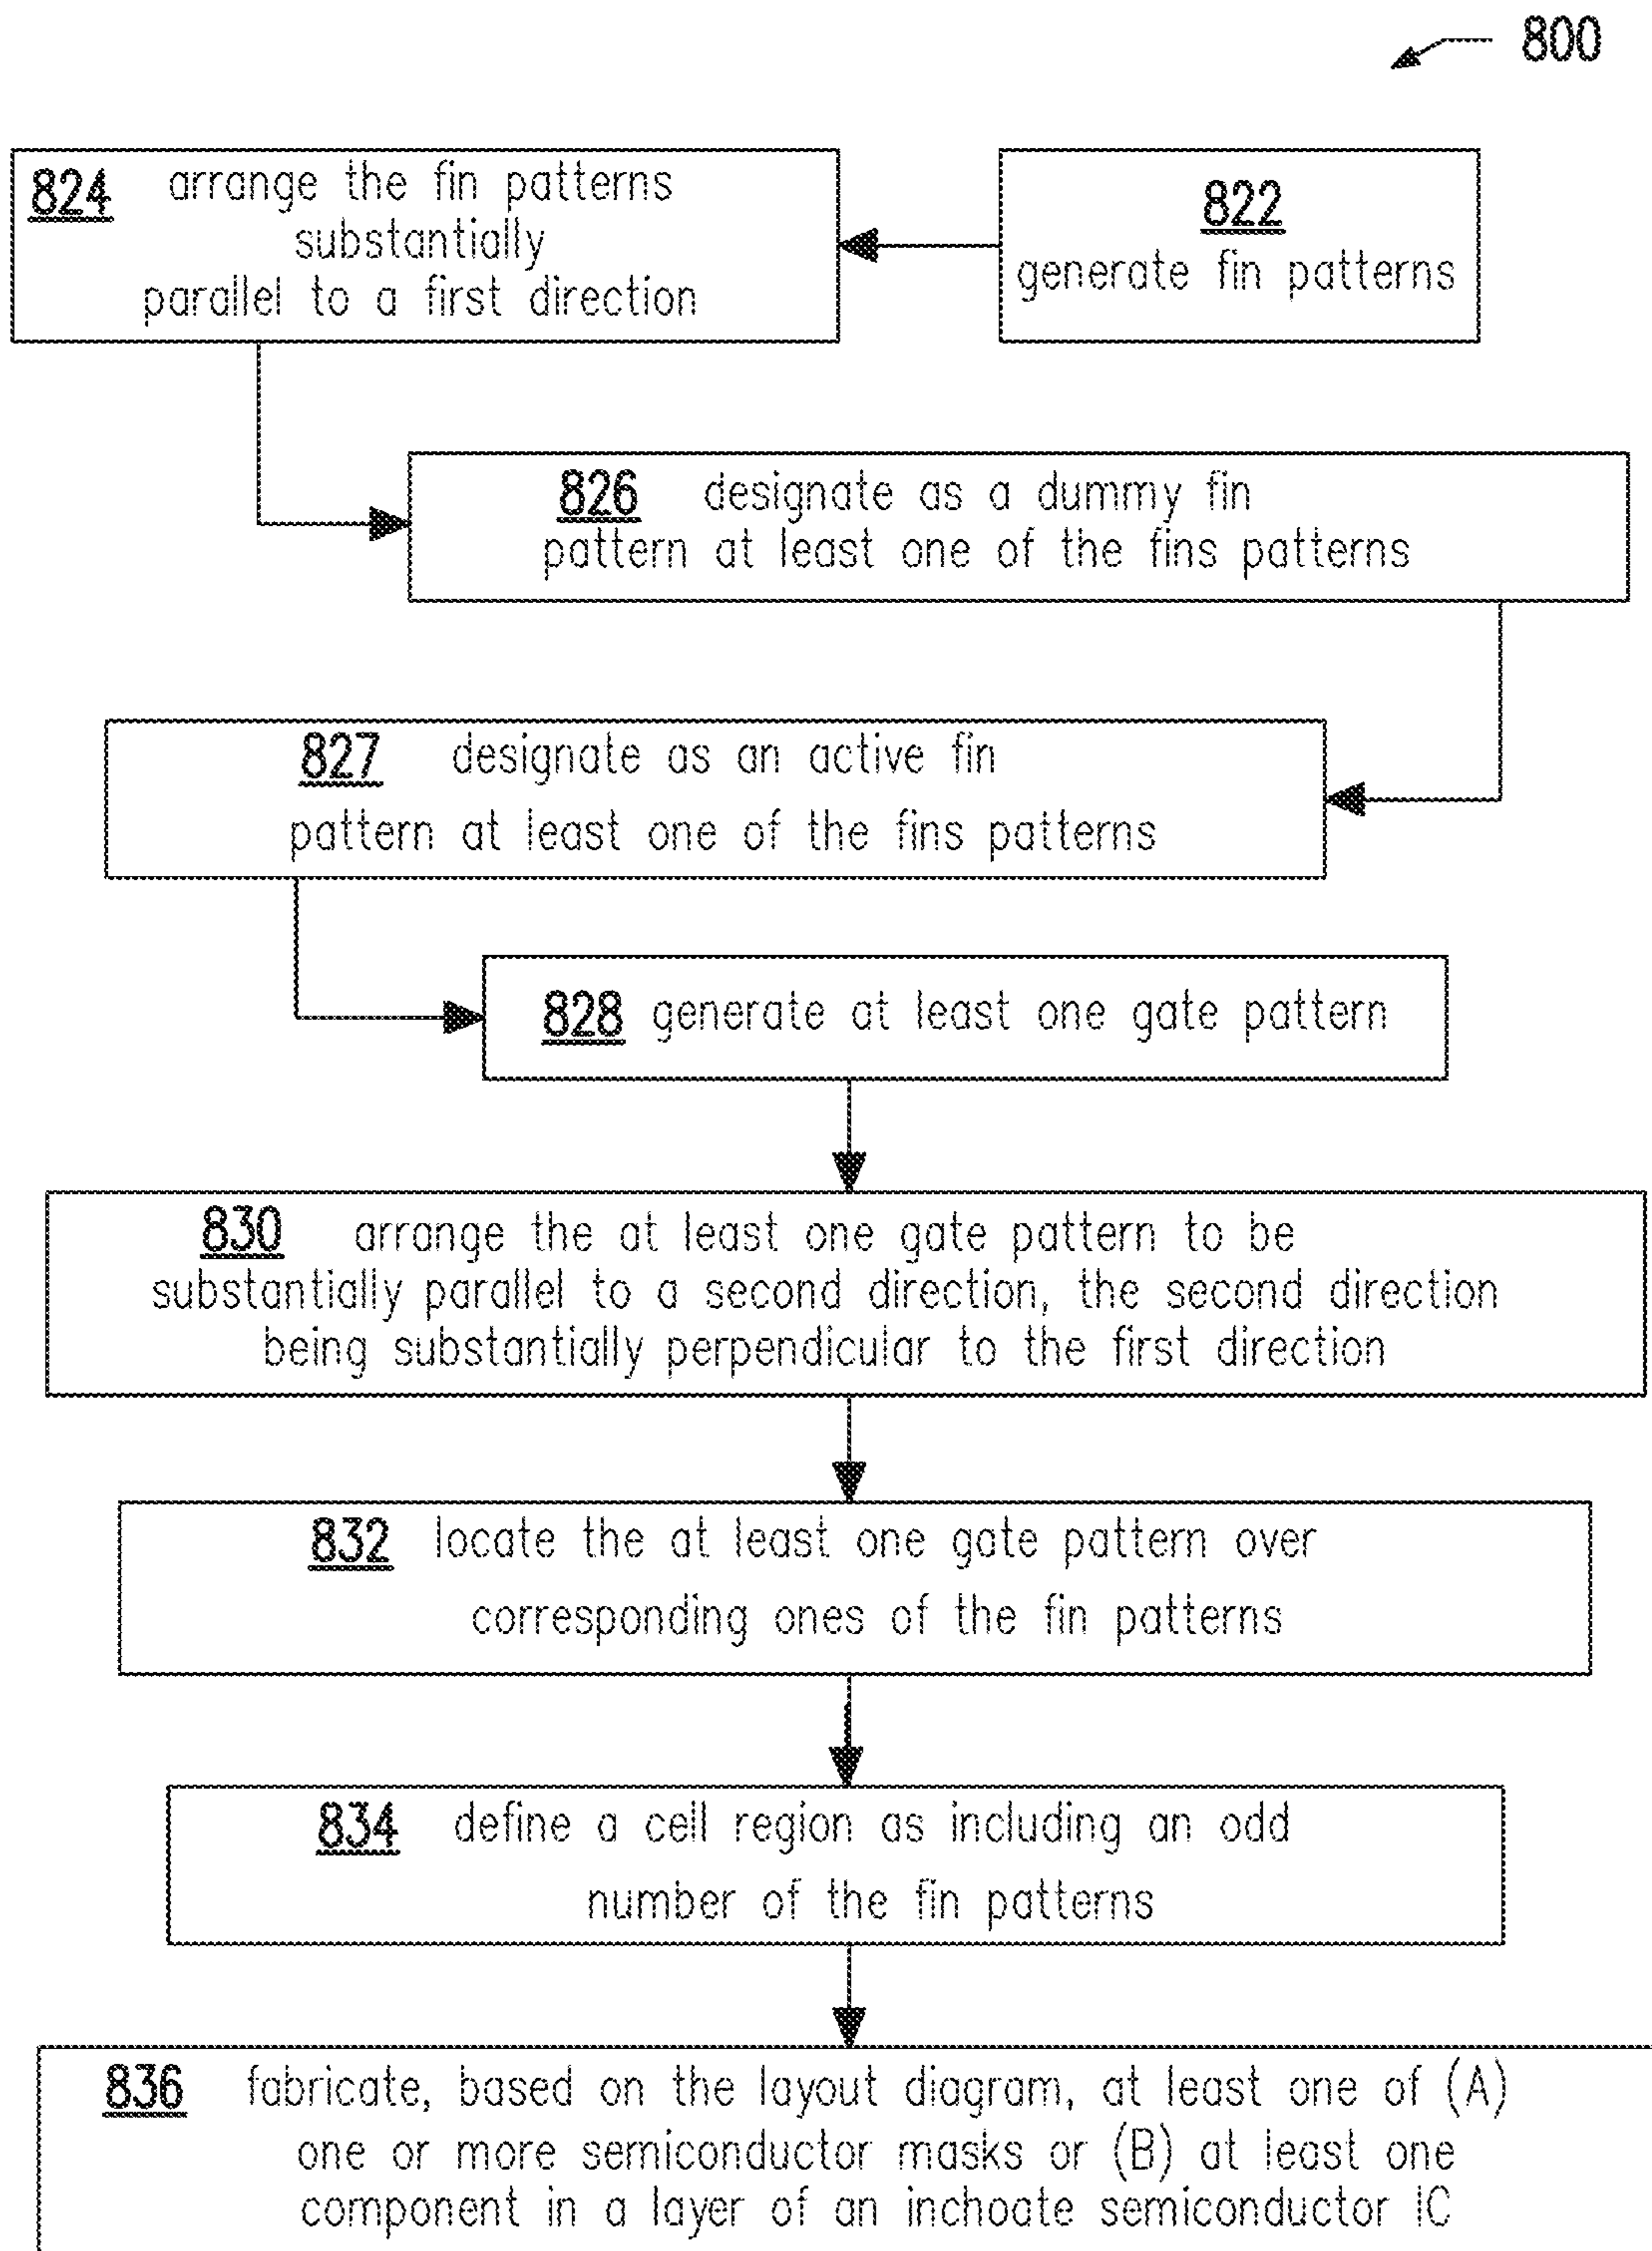 800
822
generate fin patterns
824 arrange the fin patterns
substantially
parallel to a first direction
826 designate as a dummy fin
pattern at least one of the fins patterns
827 designate as an active fin
pattern at least one of the fins patterns
828 generate at least one gate pattern
830 arrange the at least one gate pattern to be
substantially parallel to a second direction, the second direction
being substantially perpendicular to the first direction
832 locate the at least one gate pattern over
corresponding ones of the fin patterns
834 define a cell region as including an odd
number of the fin patterns
836 fabricate, based on the layout diagram, at least one of (A)
one or more semiconductor masks or (B) at least one
component in a layer of an inchoate semiconductor IC